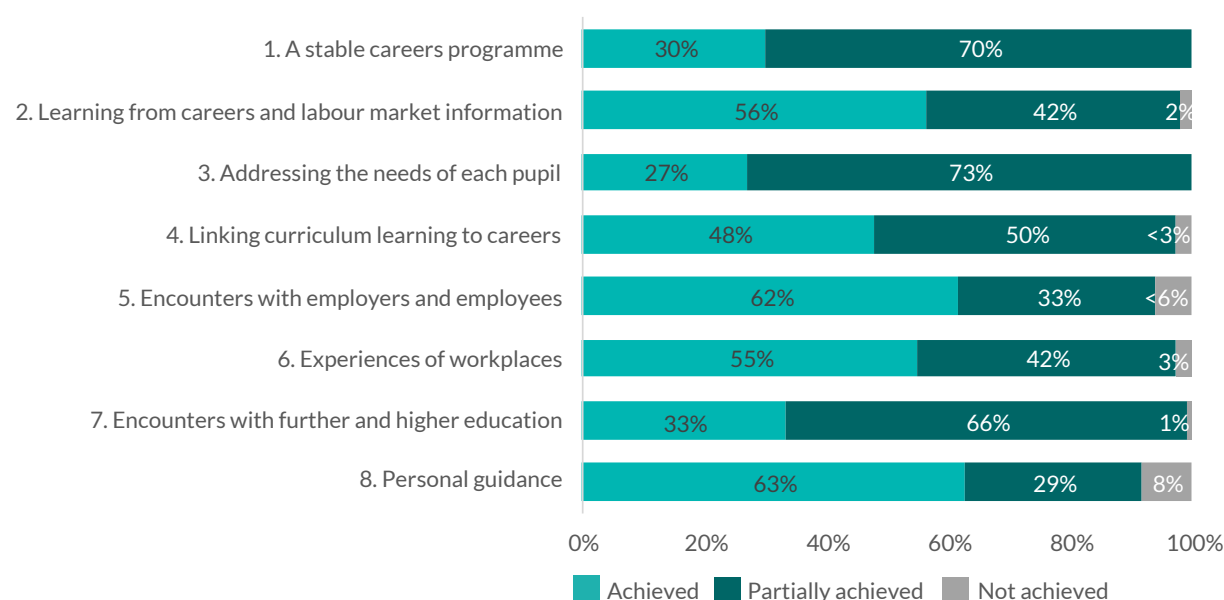 1. A stable careers programme 30% 70%
2. Learning from careers and labour market information 56% 42% 2%
3. Addressing the needs of each pupil 27% 73%
4. Linking curriculum learning to careers 48% 50% <3%
5. Encounters with employers and employees 62% 33% <6%
6. Experiences of workplaces 55% 42% 3%
7. Encounters with further and higher education 33% 66% 1%
8. Personal guidance 63% 29% 8%
0% 20% 40% 60% 80% 100%
Achieved Partially achieved Not achieved